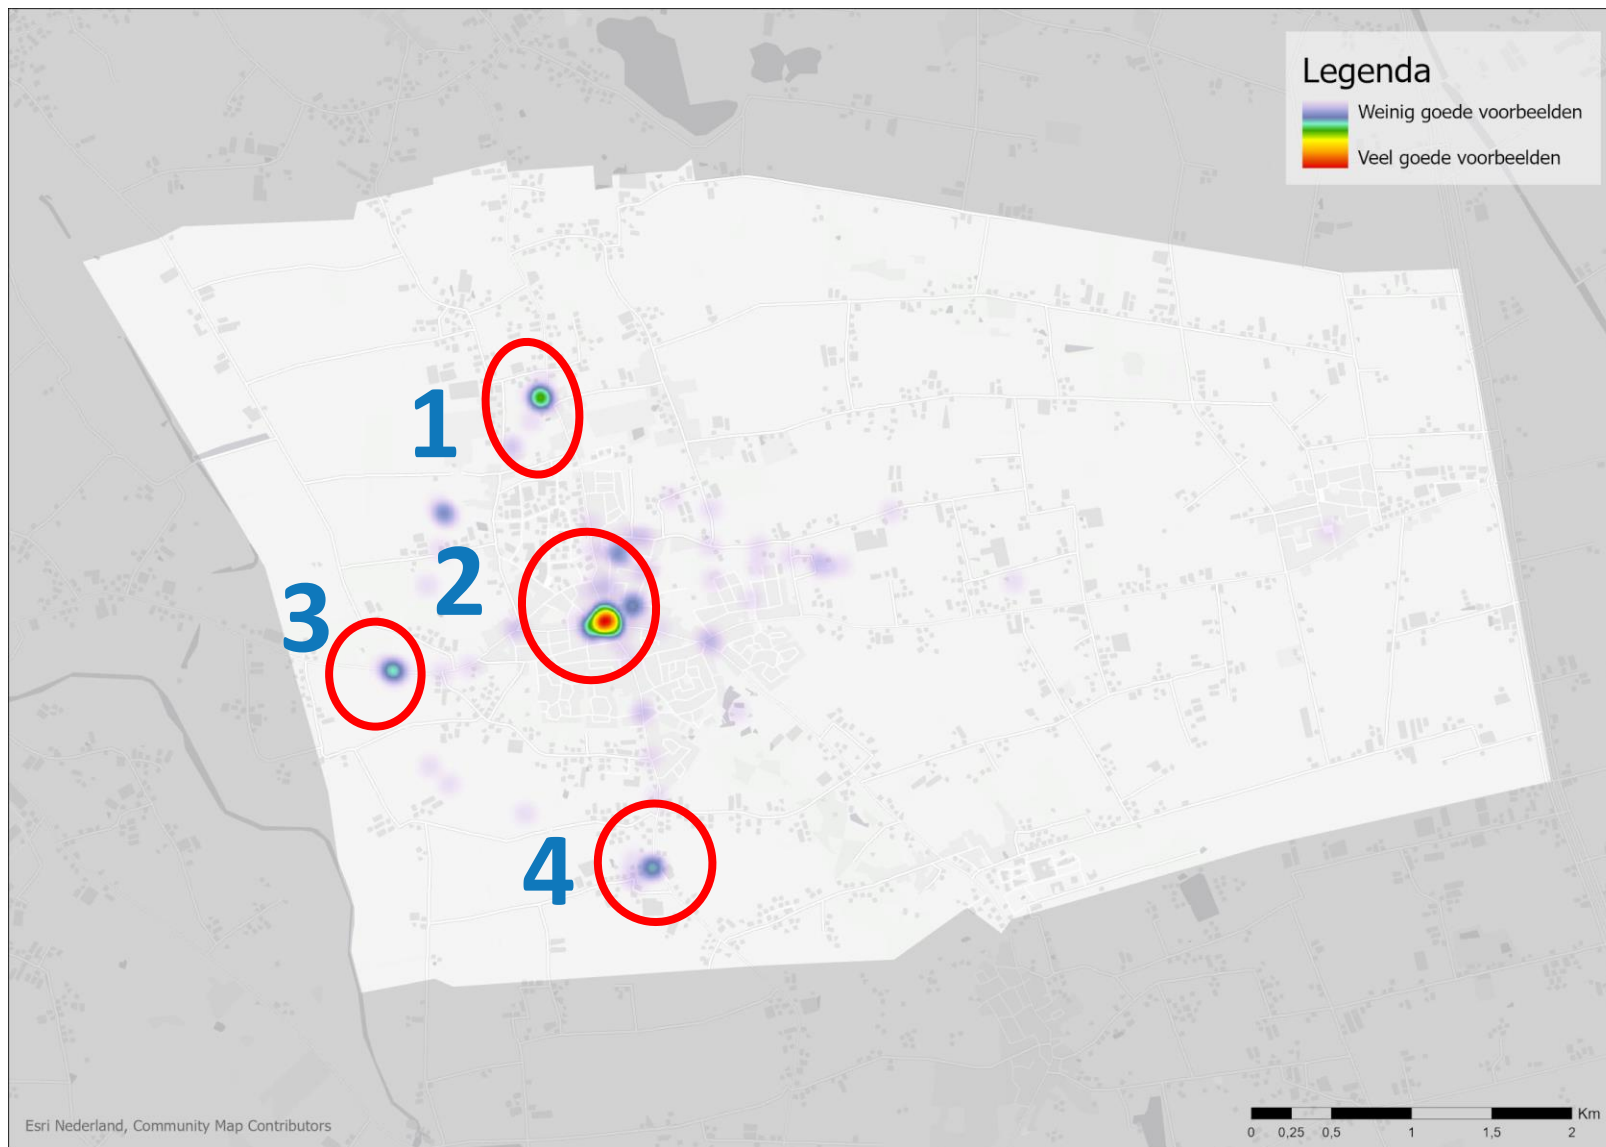 Legenda
Weinig goede voorbeelden
Veel goede voorbeelden
1
2
3
4
Esri Nederland, Community Map Contributors
Km
0 0,25 0,5 1 1,5 2